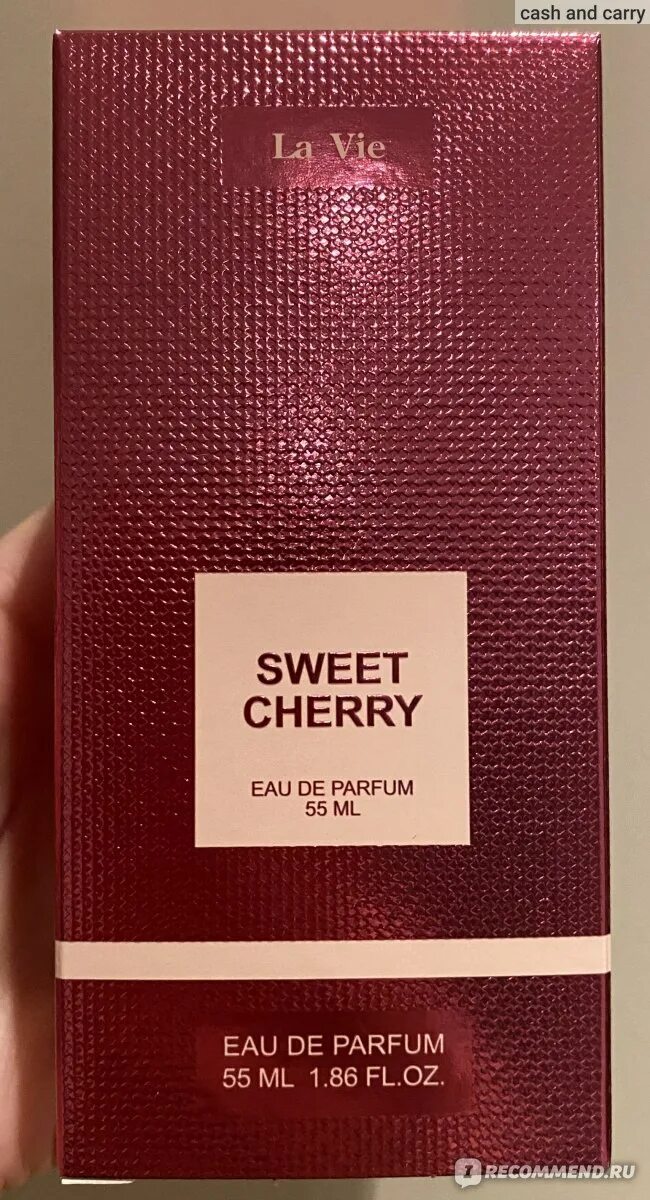 cash and carry
La Vie
SWEET
CHERRY
EAU DE PARFUM
55 ML
EAU DE PARFUM
55 ML 1.86 FL.OZ.
RECOMMEND.RU